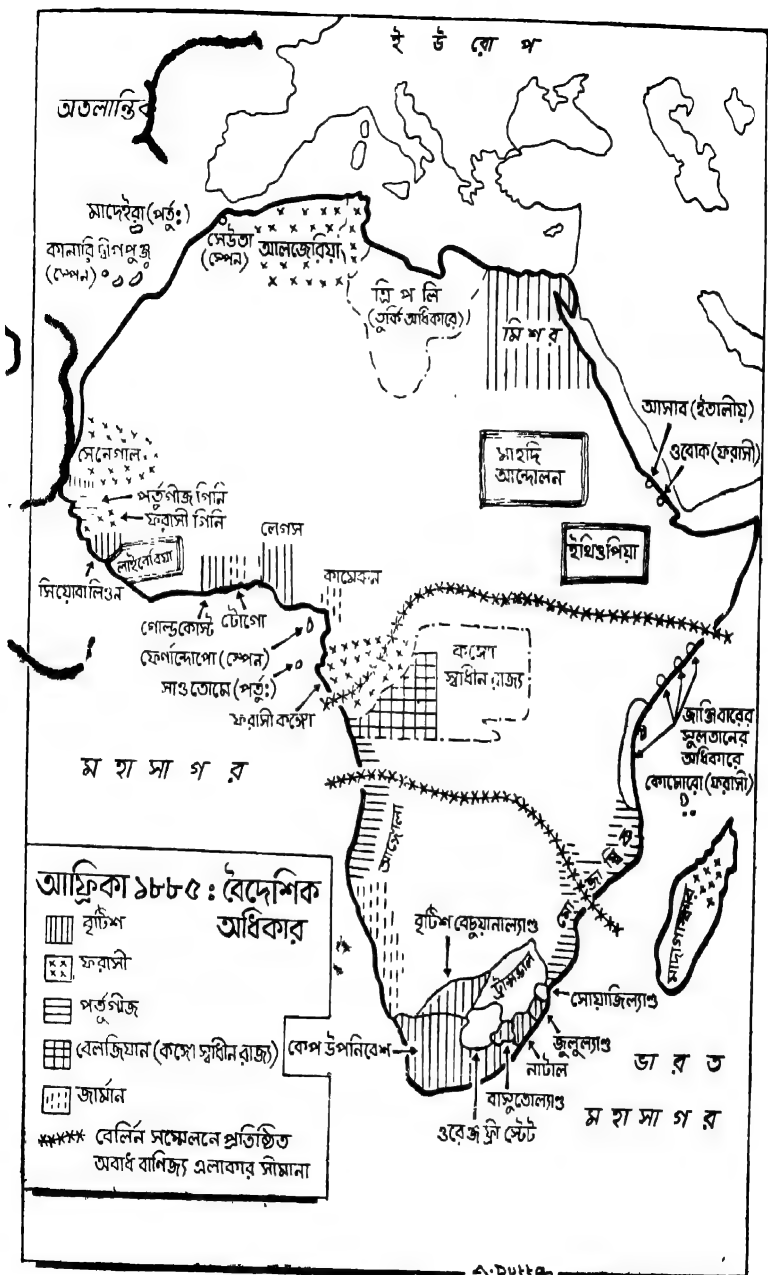 ই উ রো প
অতলান্তিক
মাদেইরা (পর্তুঃ)
কানারি দ্বীপপুঞ্জ
(স্পেন)
সেউতা
(স্পেন)
আলজেরিয়া
ত্রি প লি
(তুর্কি অধিকারে)
মি শ র
আসাব (ইতালীয়)
ওবোক (ফরাসী)
মাহদি
আন্দোলন
ইথিওপিয়া
সেনেগাল
পর্তুগীজ গিনি
ফরাসী গিনি
লাইবেরিয়া
সিয়েরালিওন
লেগস
গোল্ডকোস্ট
টোগো
কামেরুন
ফের্ণান্দোপো (স্পেন)
সাওতোমে (পর্তুঃ)
ফরাসী কঙ্গো
কঙ্গো
স্বাধীন রাজ্য
জাঞ্জিবারের
সুলতানের
অধিকারে
কোমোরো (ফরাসী)
ম হা সা গ র
আঙ্গোলা
মো জা ম্বি ক
মাদাগাস্কার
বৃটিশ বেচুয়ানাল্যাণ্ড
ট্রান্সভাল
সোয়াজিল্যাণ্ড
জুলুল্যাণ্ড
নাটাল
বাসুতোল্যাণ্ড
ওরেঞ্জ ফ্রী স্টেট
কেপ উপনিবেশ
ভা র ত
ম হা সা গ র
আফ্রিকা ১৮৮৫ : বৈদেশিক
অধিকার
বৃটিশ
ফরাসী
পর্তুগীজ
বেলজিয়ান (কঙ্গো স্বাধীন রাজ্য)
জার্মান
বের্লিন সম্মেলনে প্রতিষ্ঠিত
অবাধ বাণিজ্য এলাকার সীমানা